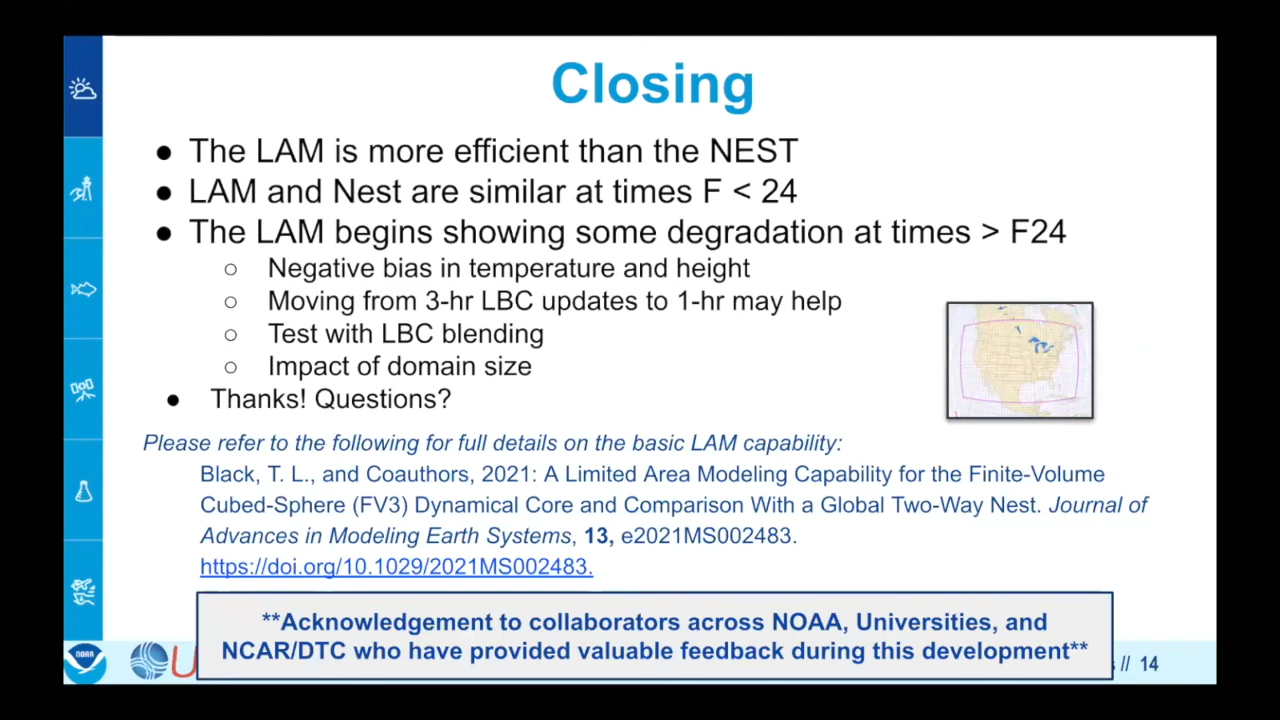 Closing
● The LAM is more efficient than the NEST
● LAM and Nest are similar at times F < 24
● The LAM begins showing some degradation at times > F24
○ Negative bias in temperature and height
○ Moving from 3-hr LBC updates to 1-hr may help
○ Test with LBC blending
○ Impact of domain size
● Thanks! Questions?
Please refer to the following for full details on the basic LAM capability:
Black, T. L., and Coauthors, 2021: A Limited Area Modeling Capability for the Finite-Volume
Cubed-Sphere (FV3) Dynamical Core and Comparison With a Global Two-Way Nest. Journal of
Advances in Modeling Earth Systems, 13, e2021MS002483.
https://doi.org/10.1029/2021MS002483.
**Acknowledgement to collaborators across NOAA, Universities, and
NCAR/DTC who have provided valuable feedback during this development**
NOAA
U
s // 14